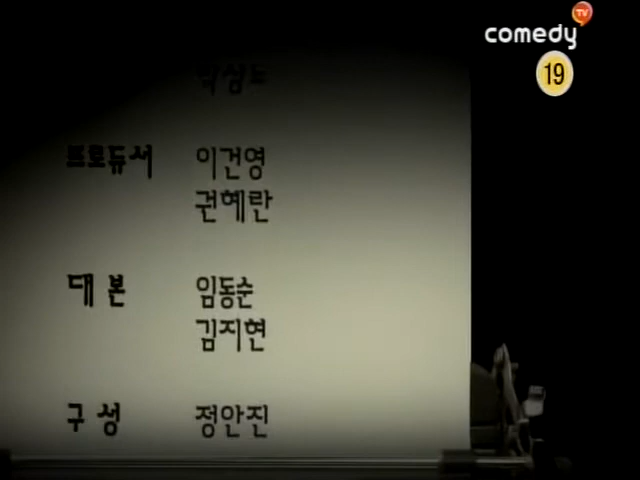 comedy TV
19
프로듀서 이건영
권혜란
대 본 임동순
김지현
구 성 정안진